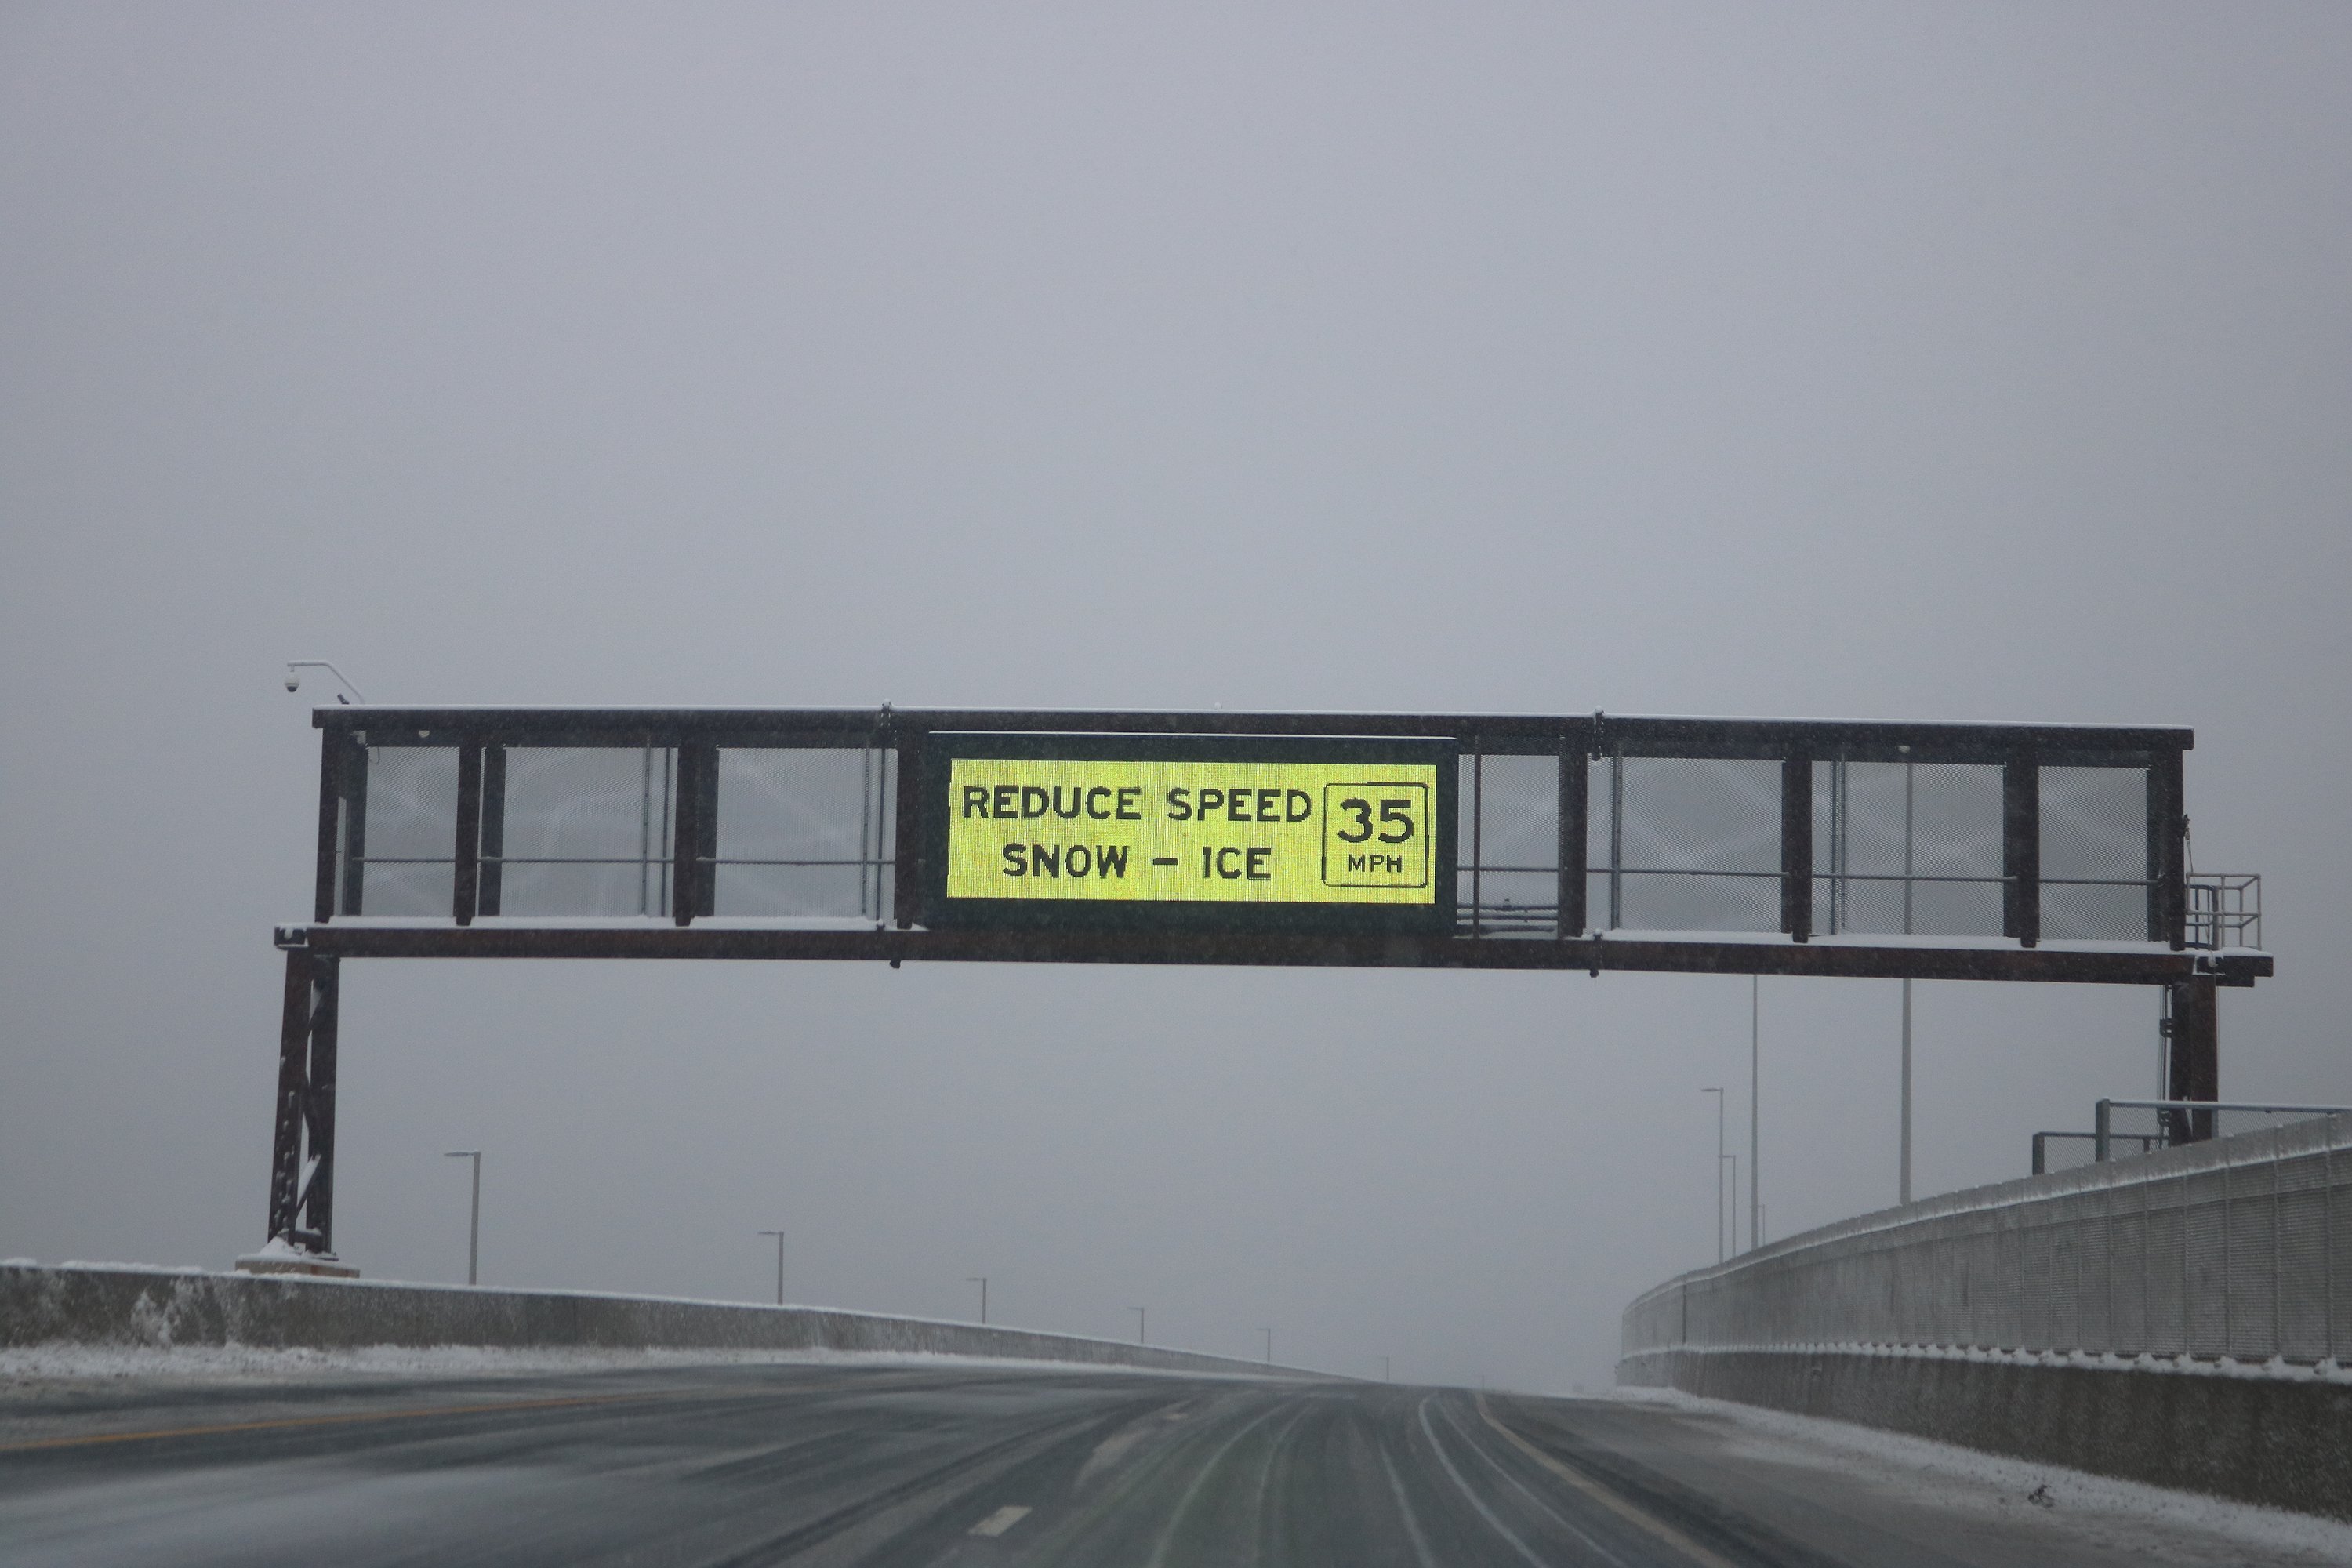 REDUCE SPEED
SNOW - ICE
35
MPH